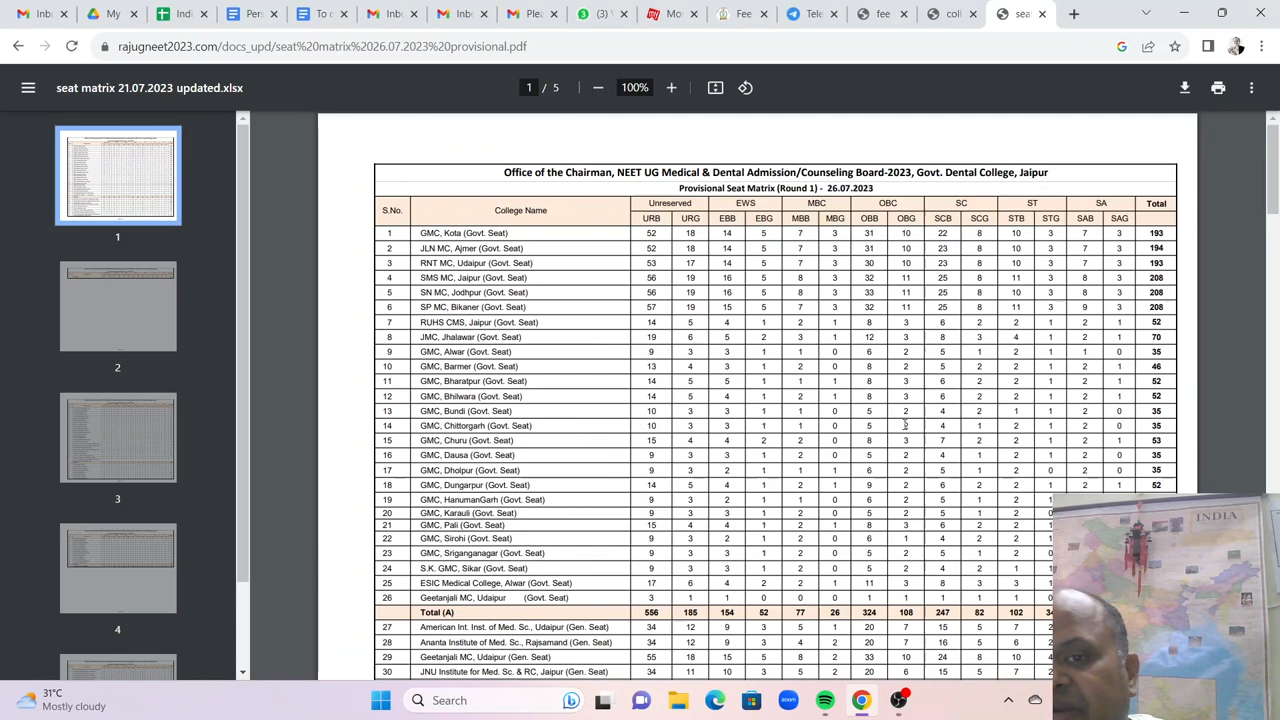 Inbo
My
Indi
Pers
To c
Inbo
Inbo
Plea
3
(3) V
Mo
Fee
Tele
fee
coll
seat
rajugneet2023.com/docs_upd/seat%20matrix%2026.07.2023%20provisional.pdf
seat matrix 21.07.2023 updated.xlsx
1 / 5
100%
1
2
3
4
Office of the Chairman, NEET UG Medical & Dental Admission/Counseling Board-2023, Govt. Dental College, Jaipur
Provisional Seat Matrix (Round 1) - 26.07.2023
S.No. College Name Unreserved EWS MBC OBC SC ST SA Total
URB URG EBB EBG MBB MBG OBB OBG SCB SCG STB STG SAB SAG
1 GMC, Kota (Govt. Seat) 52 18 14 5 7 3 31 10 22 8 10 3 7 3 193
2 JLN MC, Ajmer (Govt. Seat) 52 18 14 5 7 3 31 10 23 8 10 3 7 3 194
3 RNT MC, Udaipur (Govt. Seat) 53 17 14 5 7 3 30 10 23 8 10 3 7 3 193
4 SMS MC, Jaipur (Govt. Seat) 56 19 16 5 8 3 32 11 25 8 11 3 8 3 208
5 SN MC, Jodhpur (Govt. Seat) 56 19 16 5 8 3 33 11 25 8 10 3 8 3 208
6 SP MC, Bikaner (Govt. Seat) 57 19 15 5 7 3 32 11 25 8 11 3 9 3 208
7 RUHS CMS, Jaipur (Govt. Seat) 14 5 4 1 2 1 8 3 6 2 2 1 2 1 52
8 JMC, Jhalawar (Govt. Seat) 19 6 5 2 3 1 12 3 8 3 4 1 2 1 70
9 GMC, Alwar (Govt. Seat) 9 3 3 1 1 0 6 2 5 1 2 1 1 0 35
10 GMC, Barmer (Govt. Seat) 13 4 3 1 2 0 8 2 5 2 2 1 2 1 46
11 GMC, Bharatpur (Govt. Seat) 14 5 5 1 1 1 8 3 6 2 2 1 2 1 52
12 GMC, Bhilwara (Govt. Seat) 14 5 4 1 2 1 8 3 6 2 2 1 2 1 52
13 GMC, Bundi (Govt. Seat) 10 3 3 1 1 0 5 2 4 2 1 1 2 0 35
14 GMC, Chittorgarh (Govt. Seat) 10 3 3 1 1 0 5 4 1 2 1 2 0 35
15 GMC, Churu (Govt. Seat) 15 4 4 2 2 0 8 3 7 2 2 1 2 1 53
16 GMC, Dausa (Govt. Seat) 9 3 3 1 2 0 5 2 4 1 2 1 2 0 35
17 GMC, Dholpur (Govt. Seat) 9 3 2 1 1 1 6 2 5 1 2 0 2 0 35
18 GMC, Dungarpur (Govt. Seat) 14 5 3 1 2 1 9 2 6 2 2 1 2 1 52
19 GMC, HanumanGarh (Govt. Seat) 9 3 2 1 1 0 6 2 5 1 2 1
20 GMC, Karauli (Govt. Seat) 9 3 3 1 2 0 5 2 5 1 2
21 GMC, Pali (Govt. Seat) 15 4 4 1 2 1 8 3 6 2 2 1
22 GMC, Sirohi (Govt. Seat) 9 3 2 1 2 0 6 1 4 2 2
23 GMC, Sriganganagar (Govt. Seat) 9 3 3 1 2 0 5 2 5 1 2
24 S.K. GMC, Sikar (Govt. Seat) 9 3 3 1 2 0 5 2 4 2 1
25 ESIC Medical College, Alwar (Govt. Seat) 17 6 4 2 2 1 11 3 8 3 3 1
26 Geetanjali MC, Udaipur (Govt. Seat) 3 1 1 0 0 0 1 1 1 1 1
Total (A) 556 185 154 52 77 26 324 108 247 82 102
27 American Int. Inst. of Med. Sc., Udaipur (Gen. Seat) 34 12 9 3 5 1 20 7 15 5 7
28 Ananta Institute of Med. Sc., Rajsamand (Gen. Seat) 34 12 9 3 4 2 20 7 16 5 6
29 Geetanjali MC, Udaipur (Gen. Seat) 55 18 15 5 8 2 33 10 24 8 10
30 JNU Institute for Med. Sc. & RC, Jaipur (Gen. Seat) 34 11 10 3 5 2 20 6 15 5 7
INDIA
31°C
Mostly cloudy
Search
zoom